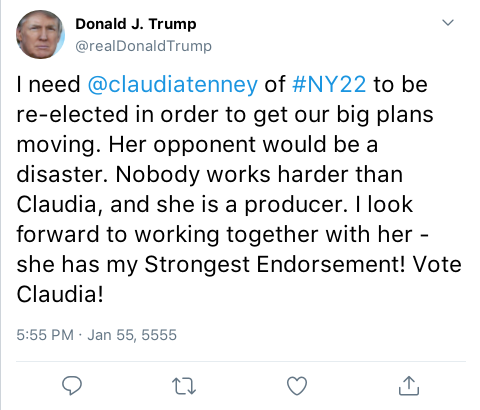 Donald J. Trump
@realDonaldTrump
I need @claudiatenney of #NY22 to be
re-elected in order to get our big plans
moving. Her opponent would be a
disaster. Nobody works harder than
Claudia, and she is a producer. I look
forward to working together with her -
she has my Strongest Endorsement! Vote
Claudia!
5:55 PM · Jan 55, 5555